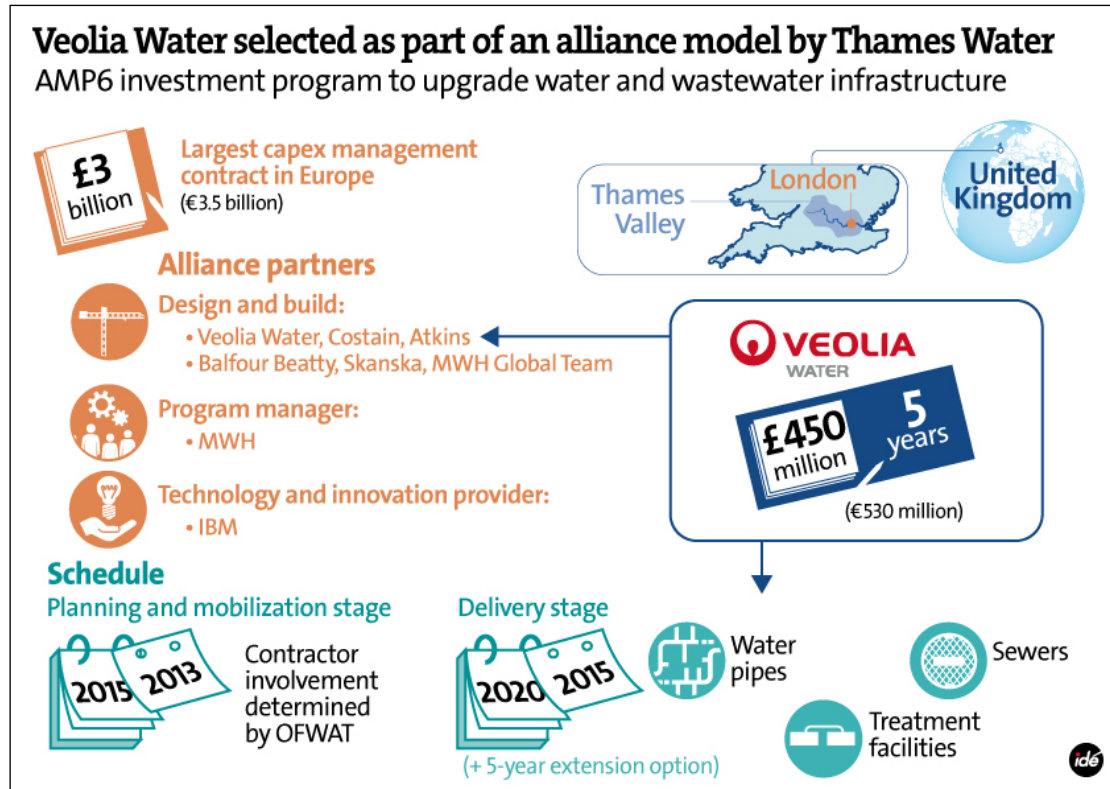 Veolia Water selected as part of an alliance model by Thames Water
AMP6 investment program to upgrade water and wastewater infrastructure
£3
billion
Largest capex management
contract in Europe
(€3.5 billion)
Thames
Valley
London
United
Kingdom
Alliance partners
Design and build:
• Veolia Water, Costain, Atkins
• Balfour Beatty, Skanska, MWH Global Team
Program manager:
• MWH
Technology and innovation provider:
• IBM
VEOLIA
WATER
£450
million
5
years
(€530 million)
Schedule
Planning and mobilization stage
2015
2013
Contractor
involvement
determined
by OFWAT
Delivery stage
2020
2015
(+ 5-year extension option)
Water
pipes
Sewers
Treatment
facilities
idé